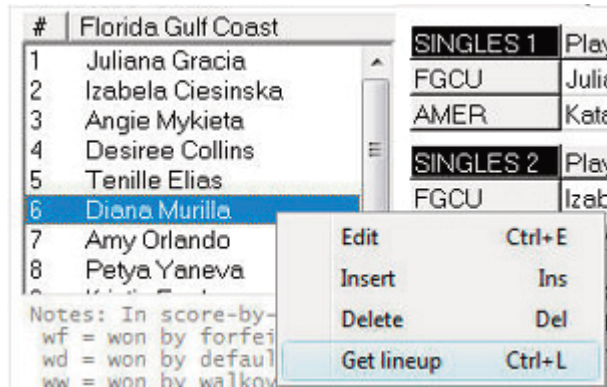 # Florida Gulf Coast
1 Juliana Gracia
2 Izabela Ciesinska
3 Angie Mykieta
4 Desiree Collins
5 Tenille Elias
6 Diana Murilla
7 Amy Orlando
8 Petya Yaneva
Notes: In score-by-
wf = won by forfei
wd = won by defaul
ww = won by walkov
SINGLES 1 Play
FGCU Julia
AMER Kata
SINGLES 2 Play
FGCU Izab
Edit Ctrl+E
Insert Ins
Delete Del
Get lineup Ctrl+L